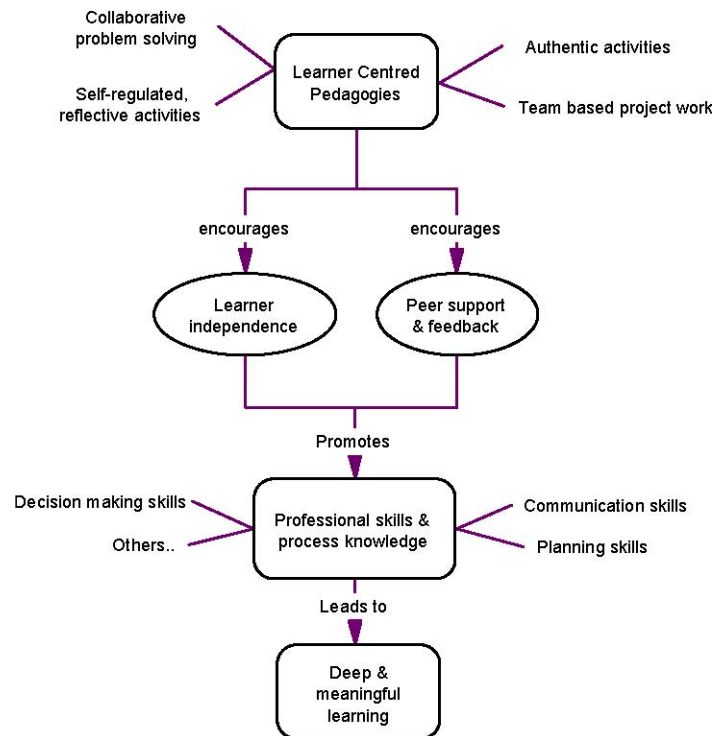 Collaborative
problem solving
Self-regulated,
reflective activities
Learner Centred
Pedagogies
Authentic activities
Team based project work
encourages
encourages
Learner
independence
Peer support
& feedback
Promotes
Decision making skills
Others..
Professional skills &
process knowledge
Communication skills
Planning skills
Leads to
Deep &
meaningful
learning